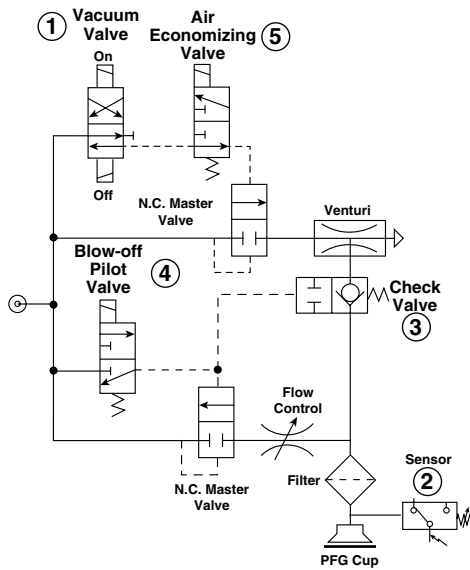 1
Vacuum
Valve
Air
Economizing
Valve
5
On
Off
N.C. Master
Valve
Venturi
Blow-off
Pilot
Valve
4
Check
Valve
3
Flow
Control
N.C. Master
Valve
Filter
Sensor
2
PFG Cup